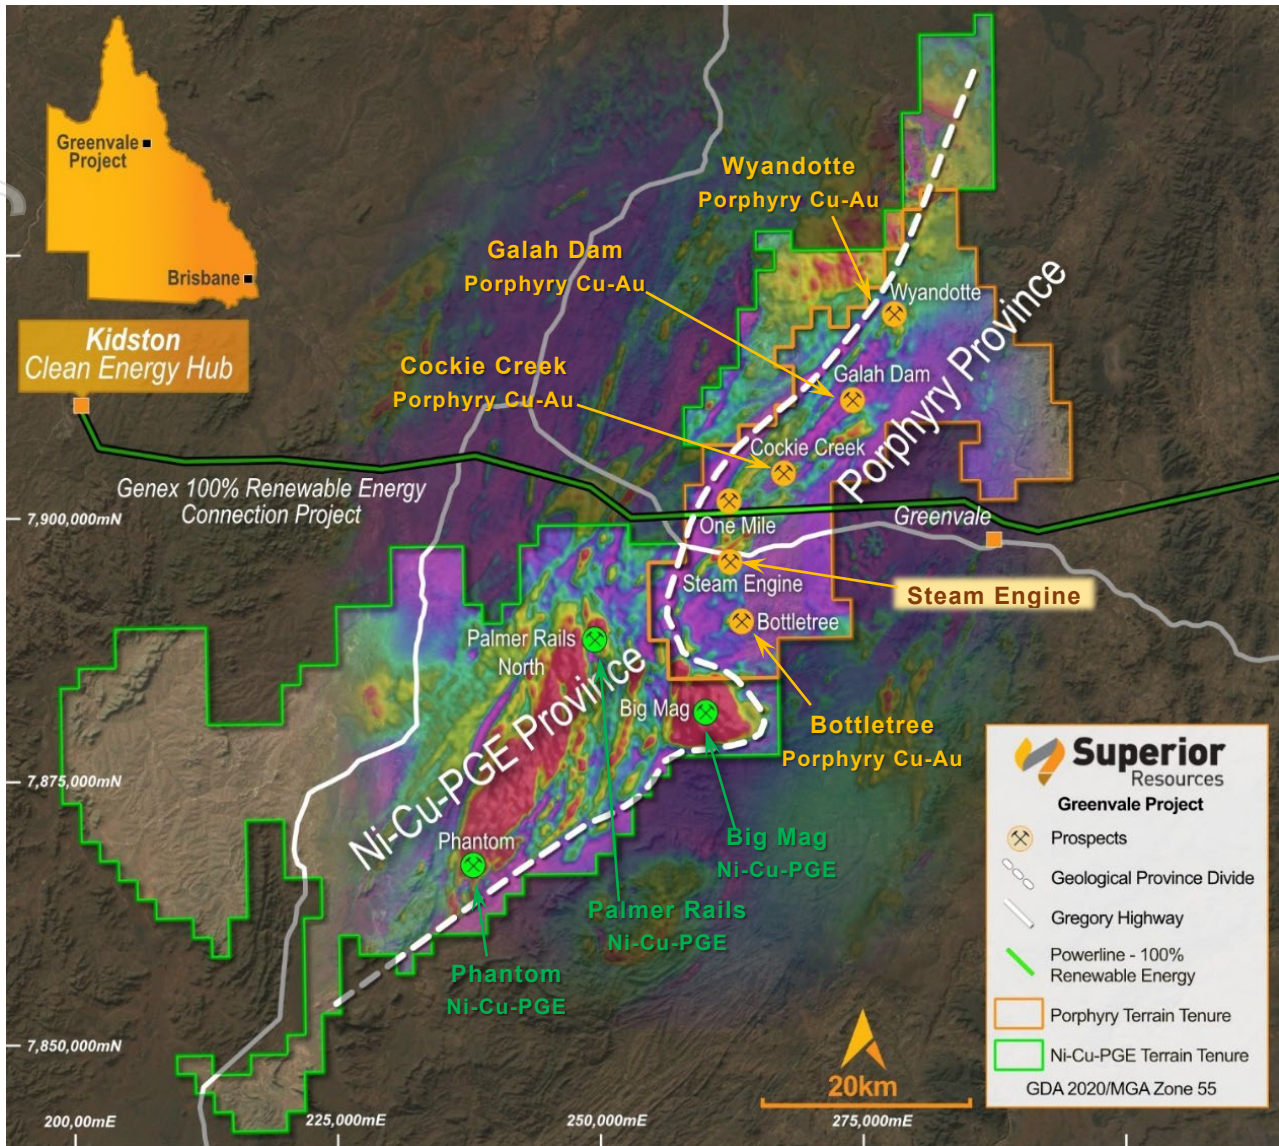 Greenvale
Project
Brisbane
Kidston
Clean Energy Hub
Genex 100% Renewable Energy
Connection Project
Wyandotte
Porphyry Cu-Au
Galah Dam
Porphyry Cu-Au
Cockie Creek
Porphyry Cu-Au
Wyandotte
Galah Dam
Cockie Creek
Porphyry Province
One Mile
Greenvale
Steam Engine
Steam Engine
Bottletree
Bottletree
Porphyry Cu-Au
Palmer Rails
North
Big Mag
Ni-Cu-PGE Province
Phantom
Big Mag
Ni-Cu-PGE
Palmer Rails
Ni-Cu-PGE
Phantom
Ni-Cu-PGE
7,900,000mN
7,875,000mN
7,850,000mN
200,00mE
225,000mE
250,000mE
275,000mE
20km
Superior
Resources
Greenvale Project
Prospects
Geological Province Divide
Gregory Highway
Powerline - 100%
Renewable Energy
Porphyry Terrain Tenure
Ni-Cu-PGE Terrain Tenure
GDA 2020/MGA Zone 55